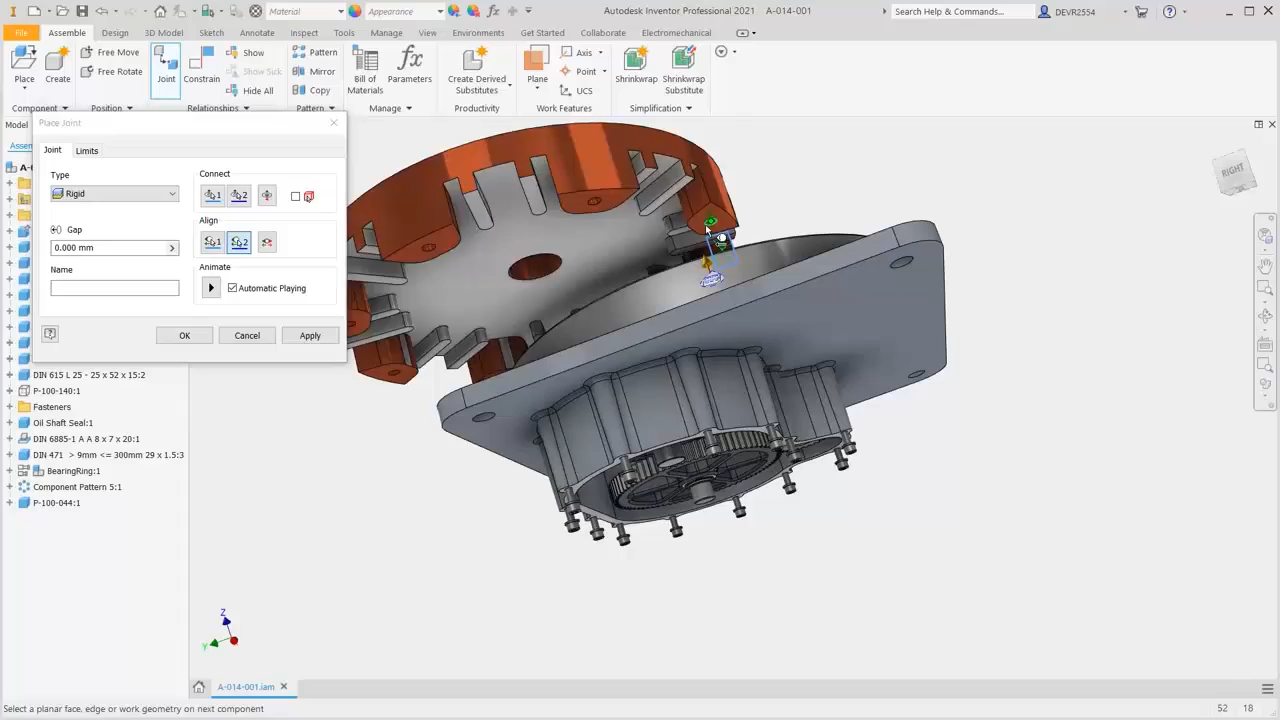 Material
Appearance
Autodesk Inventor Professional 2021 A-014-001
Search Help & Commands...
DEVR2554
File Assemble Design 3D Model Sketch Annotate Inspect Tools Manage View Environments Get Started Collaborate Electromechanical
Place
Create
Free Move
Free Rotate
Joint
Constrain
Show
Show Sick
Hide All
Pattern
Mirror
Copy
Bill of
Materials
Parameters
Create Derived
Substitutes
Plane
Axis
Point
UCS
Shrinkwrap
Shrinkwrap
Substitute
Component Position Relationships Pattern Manage Productivity Work Features Simplification
Model
Place Joint
Joint Limits
Type
Rigid
Gap
0.000 mm
Name
Connect
1 2
Align
1 2
Animate
Automatic Playing
OK Cancel Apply
DIN 615 L 25 - 25 x 52 x 15:2
P-100-140:1
Fasteners
Oil Shaft Seal:1
DIN 6885-1 A A 8 x 7 x 20:1
DIN 471 > 9mm <= 300mm 29 x 1.5:3
BearingRing:1
Component Pattern 5:1
P-100-044:1
RIGHT
Z
Y
A-014-001.iam
Select a planar face, edge or work geometry on next component
52 18